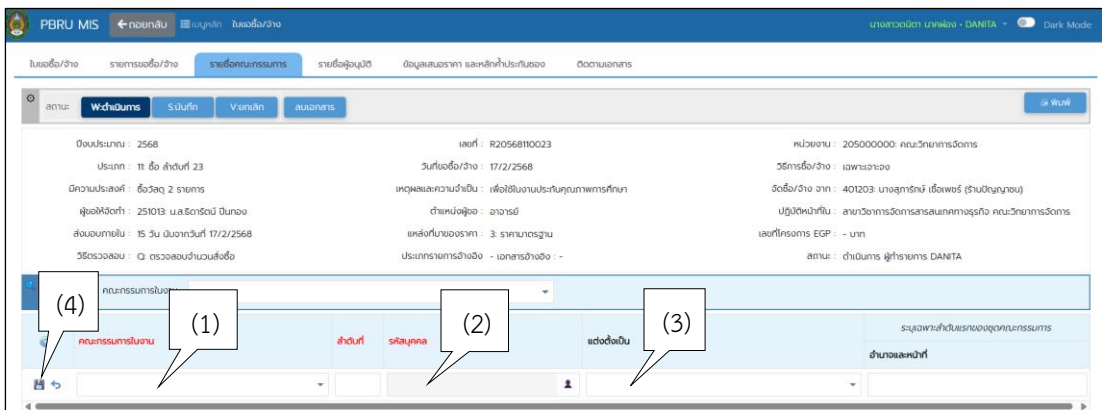 PBRU MIS ถอยกลับ เมนูหลัก ใบขอซื้อ/จ้าง นางสาวดนิตา นาคผ่อง - DANITA Dark Mode
ใบขอซื้อ/จ้าง รายการขอซื้อ/จ้าง รายชื่อคณะกรรมการ รายชื่อผู้อนุมัติ ข้อมูลเสนอราคา และหลักค้ำประกันซอง ติดตามเอกสาร
สถานะ W:ดำเนินการ S:บันทึก V:ยกเลิก ลบเอกสาร พิมพ์
ปีงบประมาณ : 2568 เลขที่ : R20568110023 หน่วยงาน : 205000000: คณะวิทยาการจัดการ
ประเภท : 11: ซื้อ ลำดับที่ 23 วันที่ขอซื้อ/จ้าง : 17/2/2568 วิธีการซื้อ/จ้าง : เฉพาะเจาะจง
มีความประสงค์ : ซื้อวัสดุ 2 รายการ เหตุผลและความจำเป็น : เพื่อใช้ในงานประกันคุณภาพการศึกษา จัดซื้อ/จ้าง จาก : 401203: นางสุภารักษ์ เชื้อเพชร์ (ร้านปัญญาชน)
ผู้ขอให้จัดทำ : 251013: น.ส.ธิดารัตน์ ปิ่นทอง ตำแหน่งผู้ขอ : อาจารย์ ปฏิบัติหน้าที่ใน : สาขาวิชาการจัดการสารสนเทศทางธุรกิจ คณะวิทยาการจัดการ
ส่งมอบภายใน : 15 วัน นับจากวันที่ 17/2/2568 แหล่งที่มาของราคา : 3: ราคามาตรฐาน เลขที่โครงการ EGP : - บาท
วิธีตรวจสอบ : Q: ตรวจสอบจำนวนสั่งซื้อ ประเภทรายการอ้างอิง - เอกสารอ้างอิง : - สถานะ : ดำเนินการ ผู้ทำรายการ DANITA
คณะกรรมการในงาน
(4) (1) (2) (3)
ระบุเฉพาะลำดับแรกของชุดคณะกรรมการ
คณะกรรมการในงาน ลำดับที่ รหัสบุคคล แต่งตั้งเป็น
อำนาจและหน้าที่